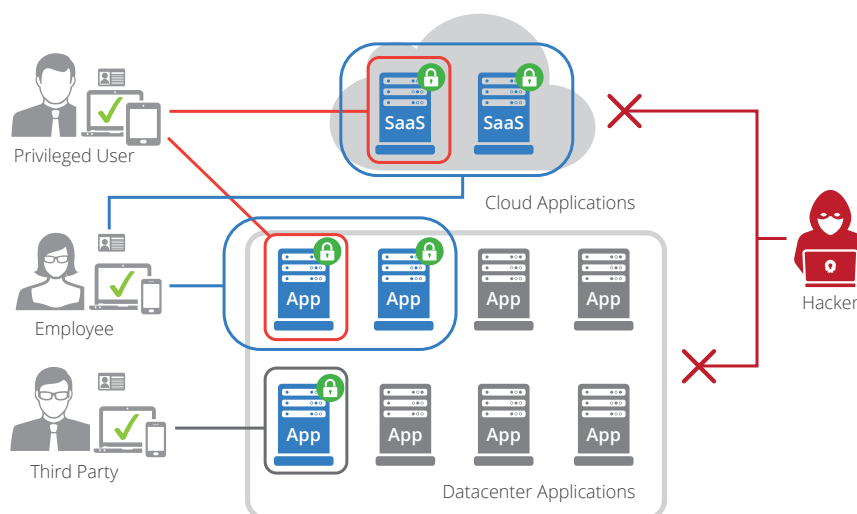 SaaS
SaaS
Privileged User
Cloud Applications
App
App
App
App
Employee
Hacker
App
App
App
App
Third Party
Datacenter Applications